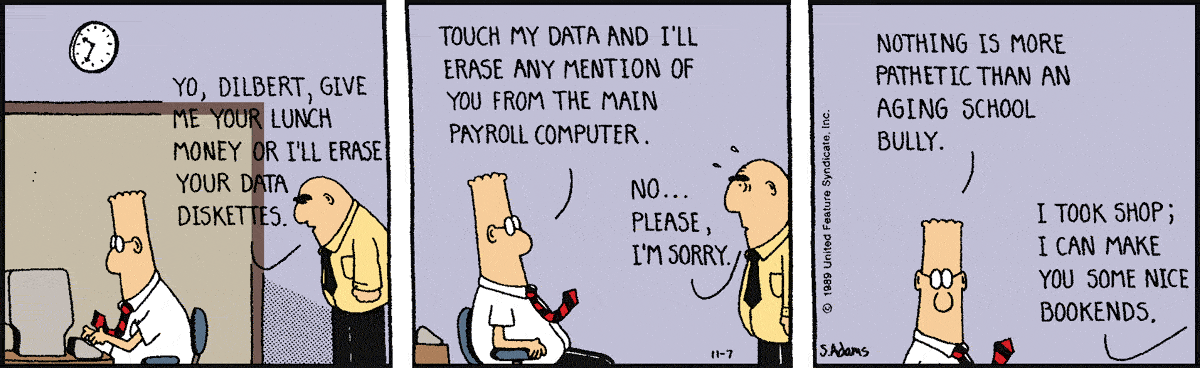 YO, DILBERT, GIVE
ME YOUR LUNCH
MONEY OR I'LL ERASE
YOUR DATA
DISKETTES.
TOUCH MY DATA AND I'LL
ERASE ANY MENTION OF
YOU FROM THE MAIN
PAYROLL COMPUTER.
NO...
PLEASE,
I'M SORRY.
11-7
© 1989 United Feature Syndicate, Inc.
NOTHING IS MORE
PATHETIC THAN AN
AGING SCHOOL
BULLY.
I TOOK SHOP;
I CAN MAKE
YOU SOME NICE
BOOKENDS.
S.Adams